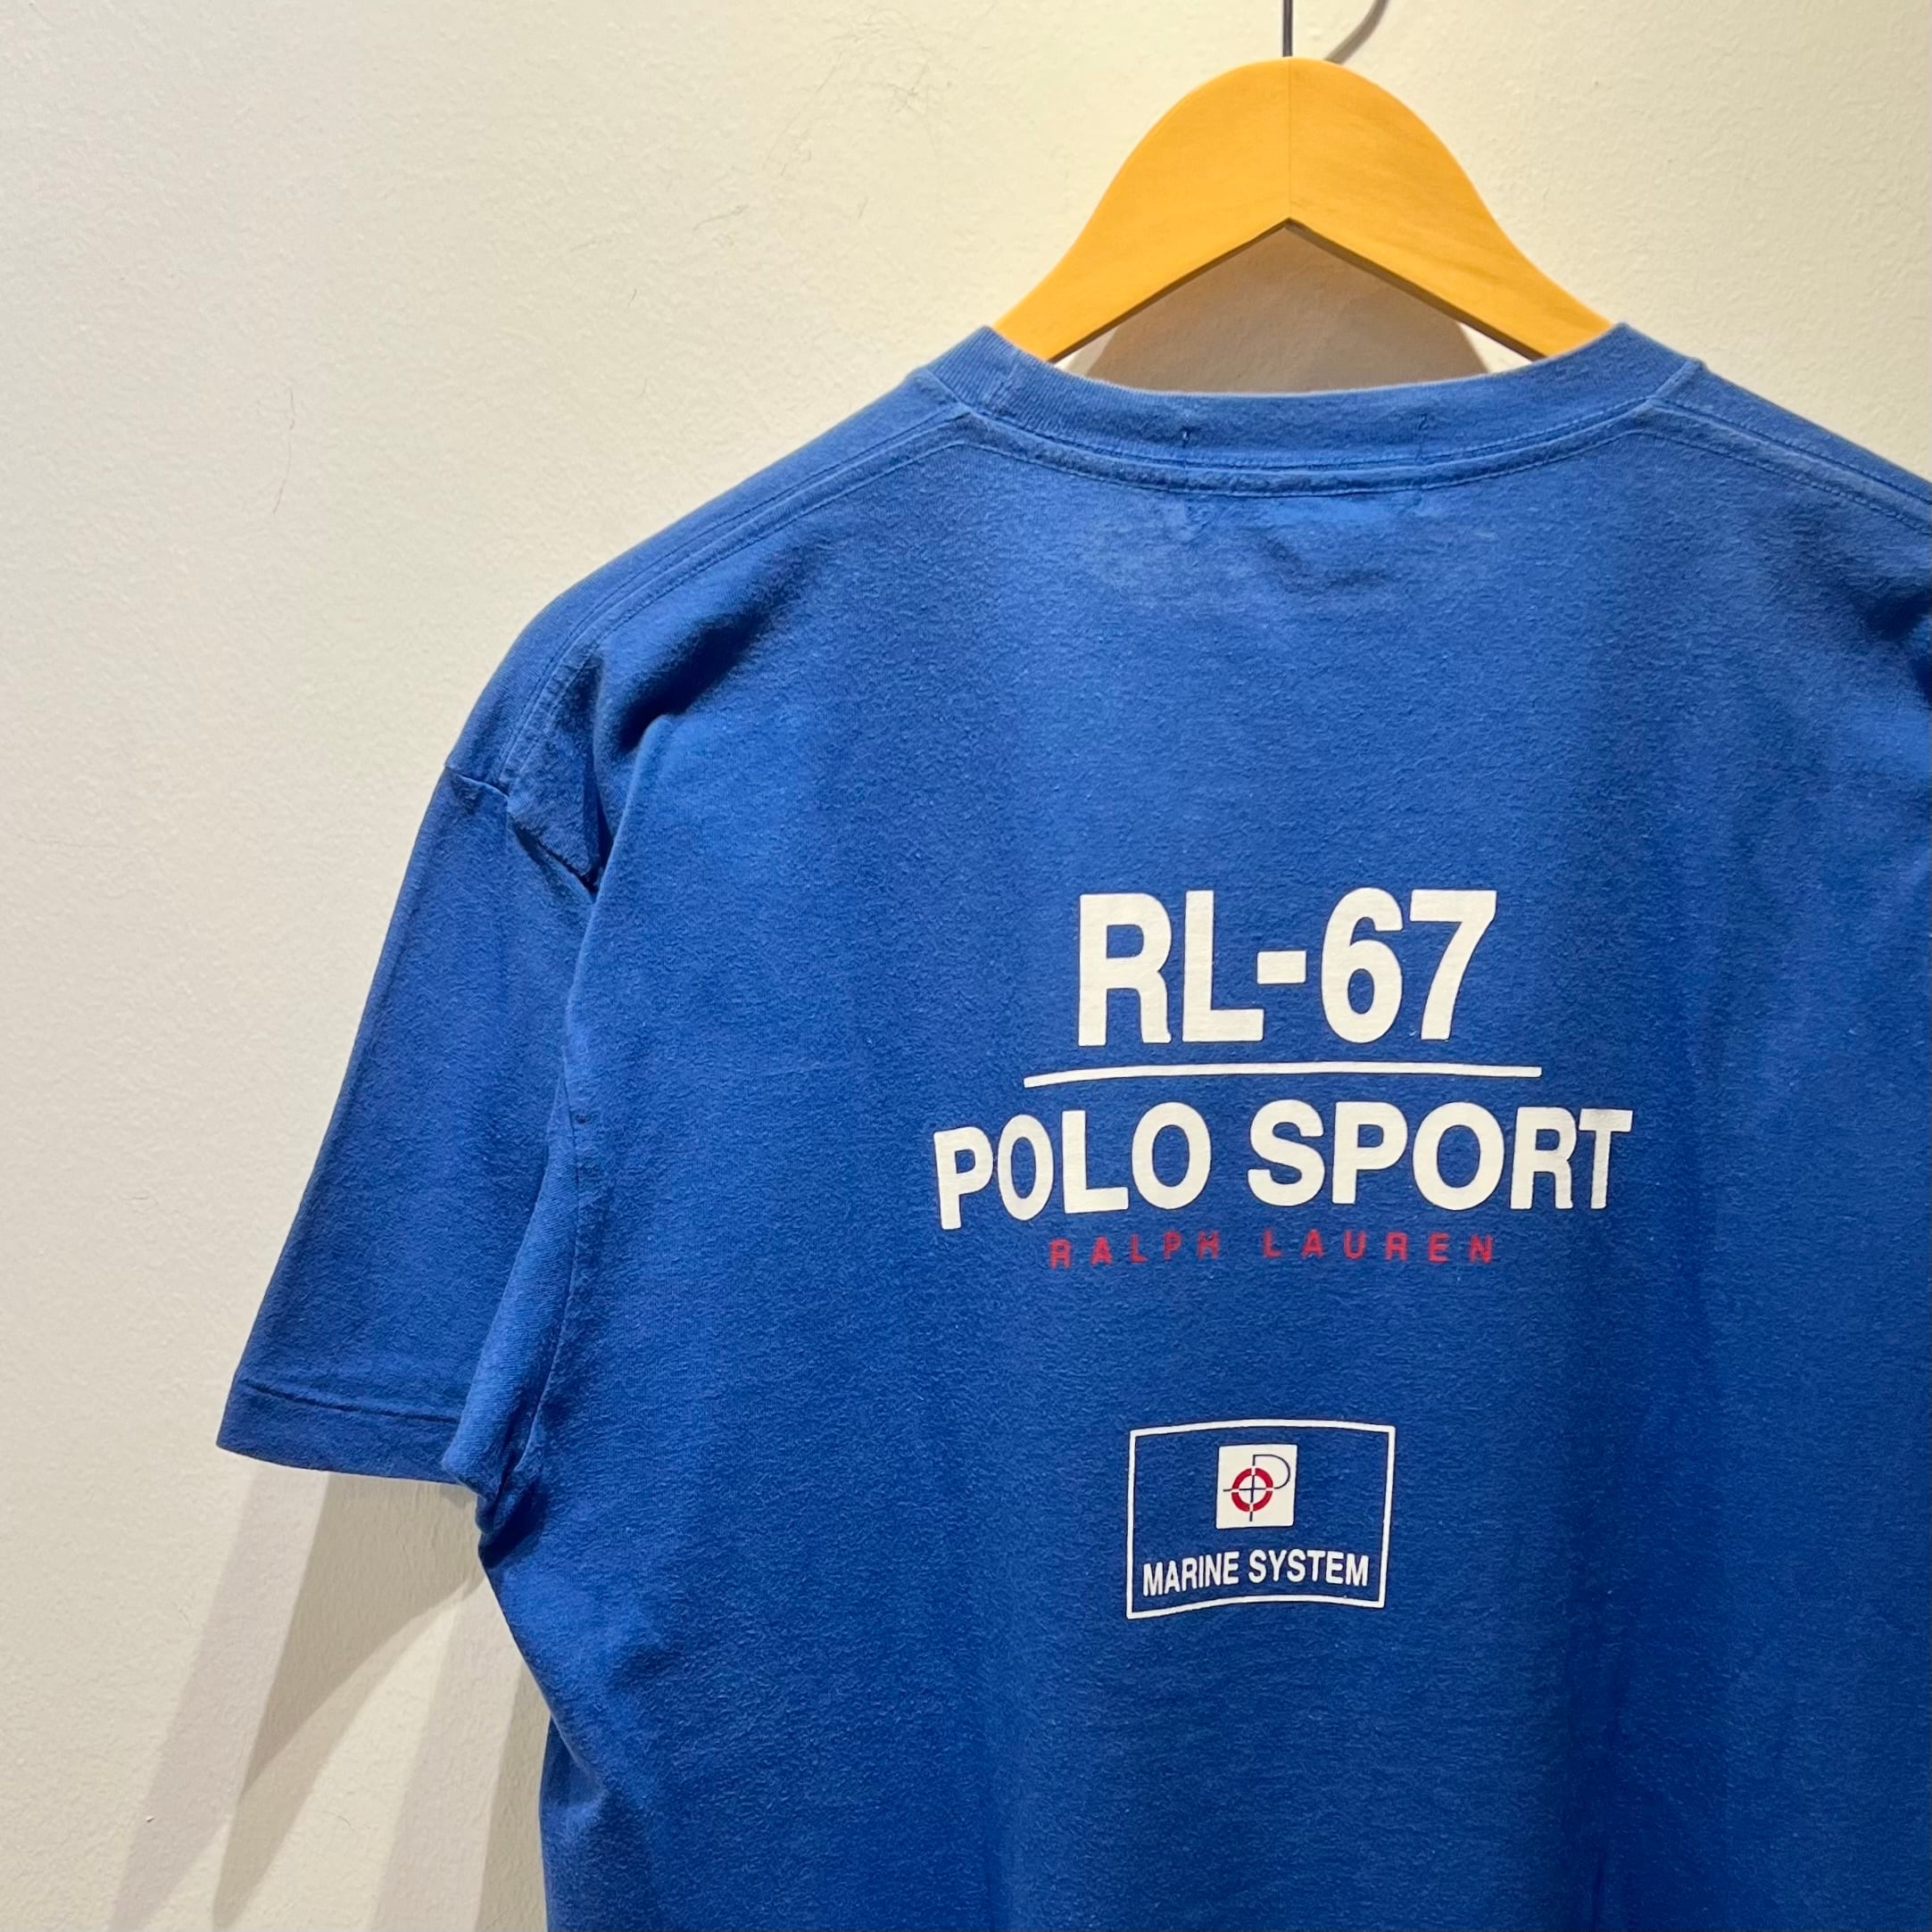 RL-67
POLO SPORT
RALPH LAUREN
P
MARINE SYSTEM